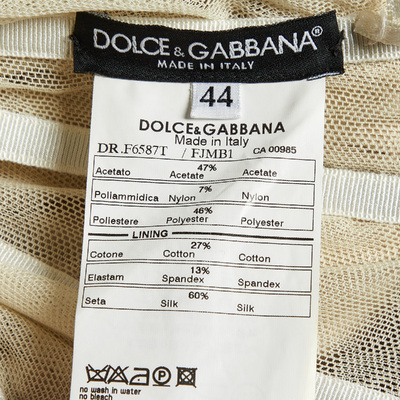 DOLCE & GABBANA®
MADE IN ITALY
44
DOLCE&GABBANA
Made in Italy
DR.F6587T / FJMB1 CA 00985
47%
Acetato Acetate Acetate
7%
Poliammidica Nylon Nylon
46%
Poliestere Polyester Polyester
LINING
27%
Cotone Cotton Cotton
13%
Elastam Spandex Spandex
60%
Seta Silk Silk
no wash in water
no bleach